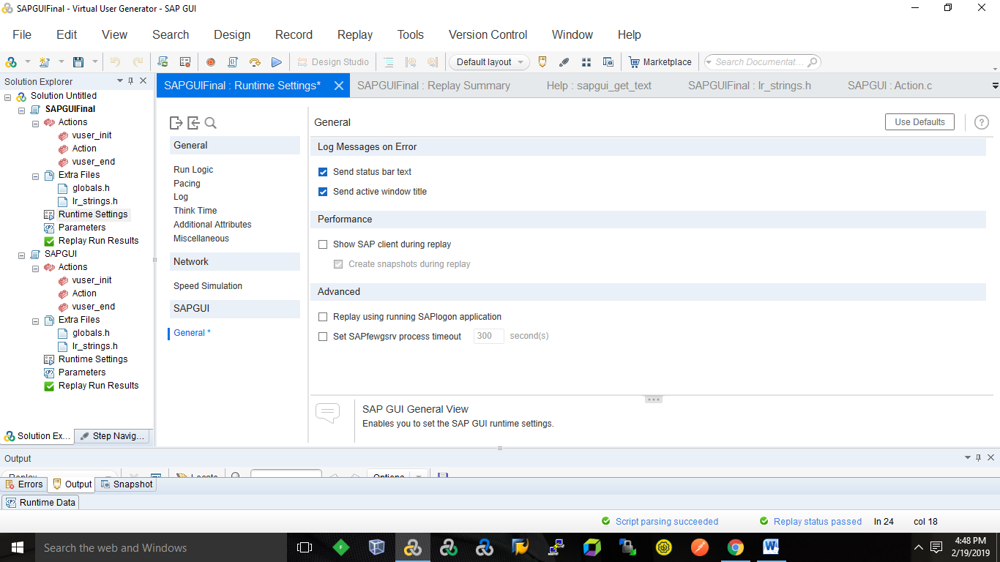 SAPGUIFinal - Virtual User Generator - SAP GUI
File Edit View Search Design Record Replay Tools Version Control Window Help
Design Studio Default layout Marketplace Search Documentat...
Solution Explorer
Solution Untitled
SAPGUIFinal
Actions
vuser_init
Action
vuser_end
Extra Files
globals.h
lr_strings.h
Runtime Settings
Parameters
Replay Run Results
SAPGUI
Actions
vuser_init
Action
vuser_end
Extra Files
globals.h
lr_strings.h
Runtime Settings
Parameters
Replay Run Results
Solution Ex... Step Navig...
SAPGUIFinal : Runtime Settings* SAPGUIFinal : Replay Summary Help : sapgui_get_text SAPGUIFinal : lr_strings.h SAPGUI : Action.c
General
Run Logic
Pacing
Log
Think Time
Additional Attributes
Miscellaneous
Network
Speed Simulation
SAPGUI
General *
General Use Defaults ?
Log Messages on Error
Send status bar text
Send active window title
Performance
Show SAP client during replay
Create snapshots during replay
Advanced
Replay using running SAPlogon application
Set SAPfewgsrv process timeout 300 second(s)
SAP GUI General View
Enables you to set the SAP GUI runtime settings.
Output
Replay Locate Options
Errors Output Snapshot
Runtime Data
Script parsing succeeded Replay status passed ln 24 col 18
Search the web and Windows
4:48 PM
2/19/2019